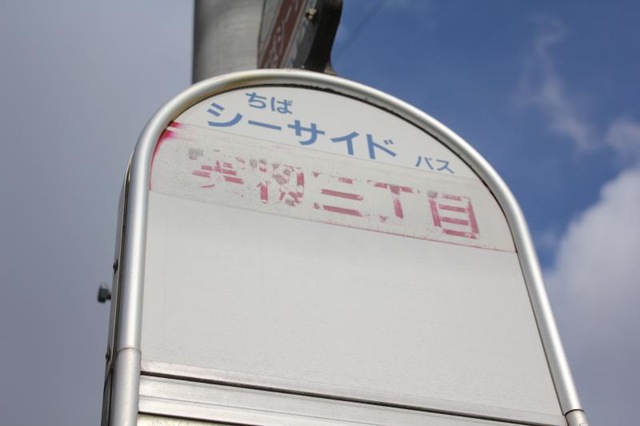 ちば
シーサイド バス
三丁目